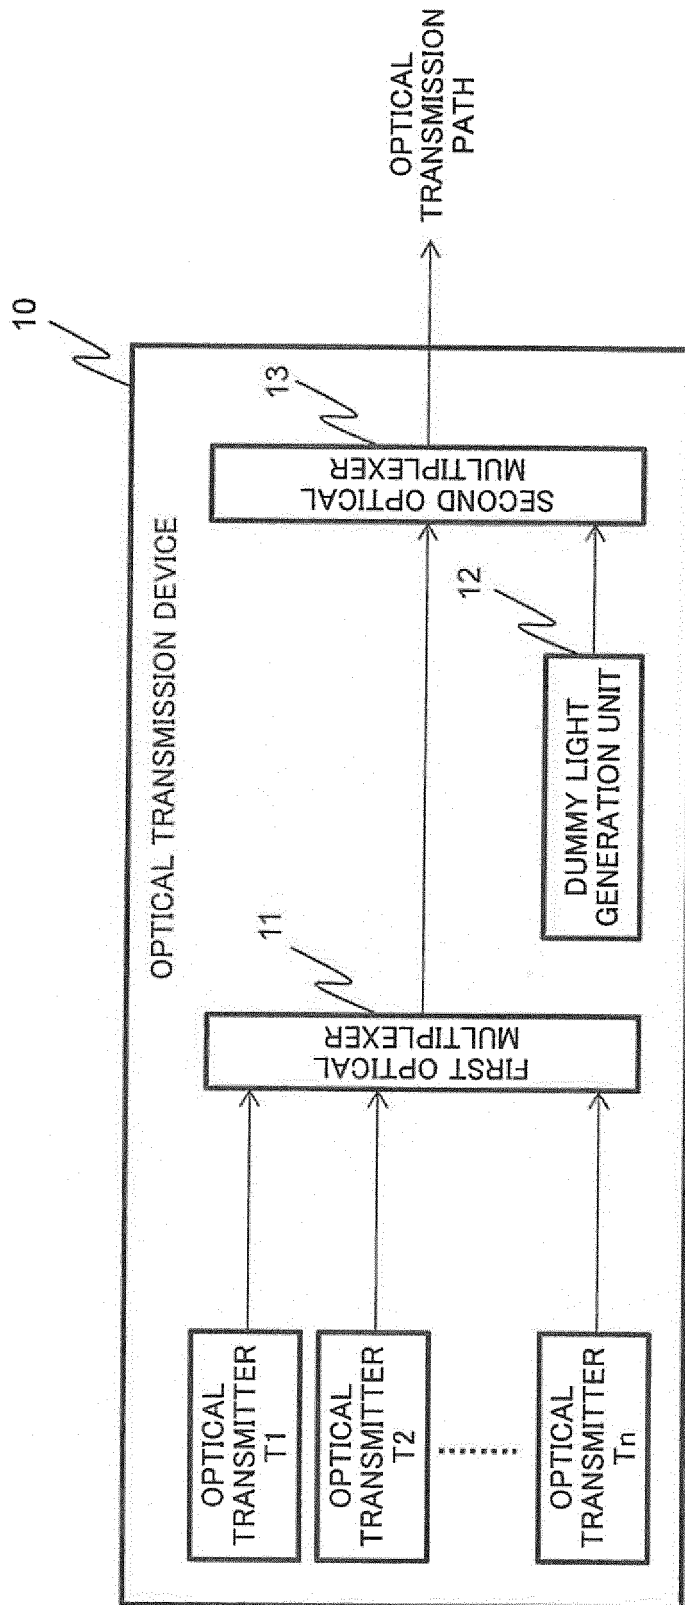 10
OPTICAL TRANSMISSION DEVICE
OPTICAL
TRANSMITTER
T1
OPTICAL
TRANSMITTER
T2
OPTICAL
TRANSMITTER
Tn
11
FIRST OPTICAL
MULTIPLEXER
12
DUMMY LIGHT
GENERATION UNIT
13
SECOND OPTICAL
MULTIPLEXER
OPTICAL
TRANSMISSION
PATH